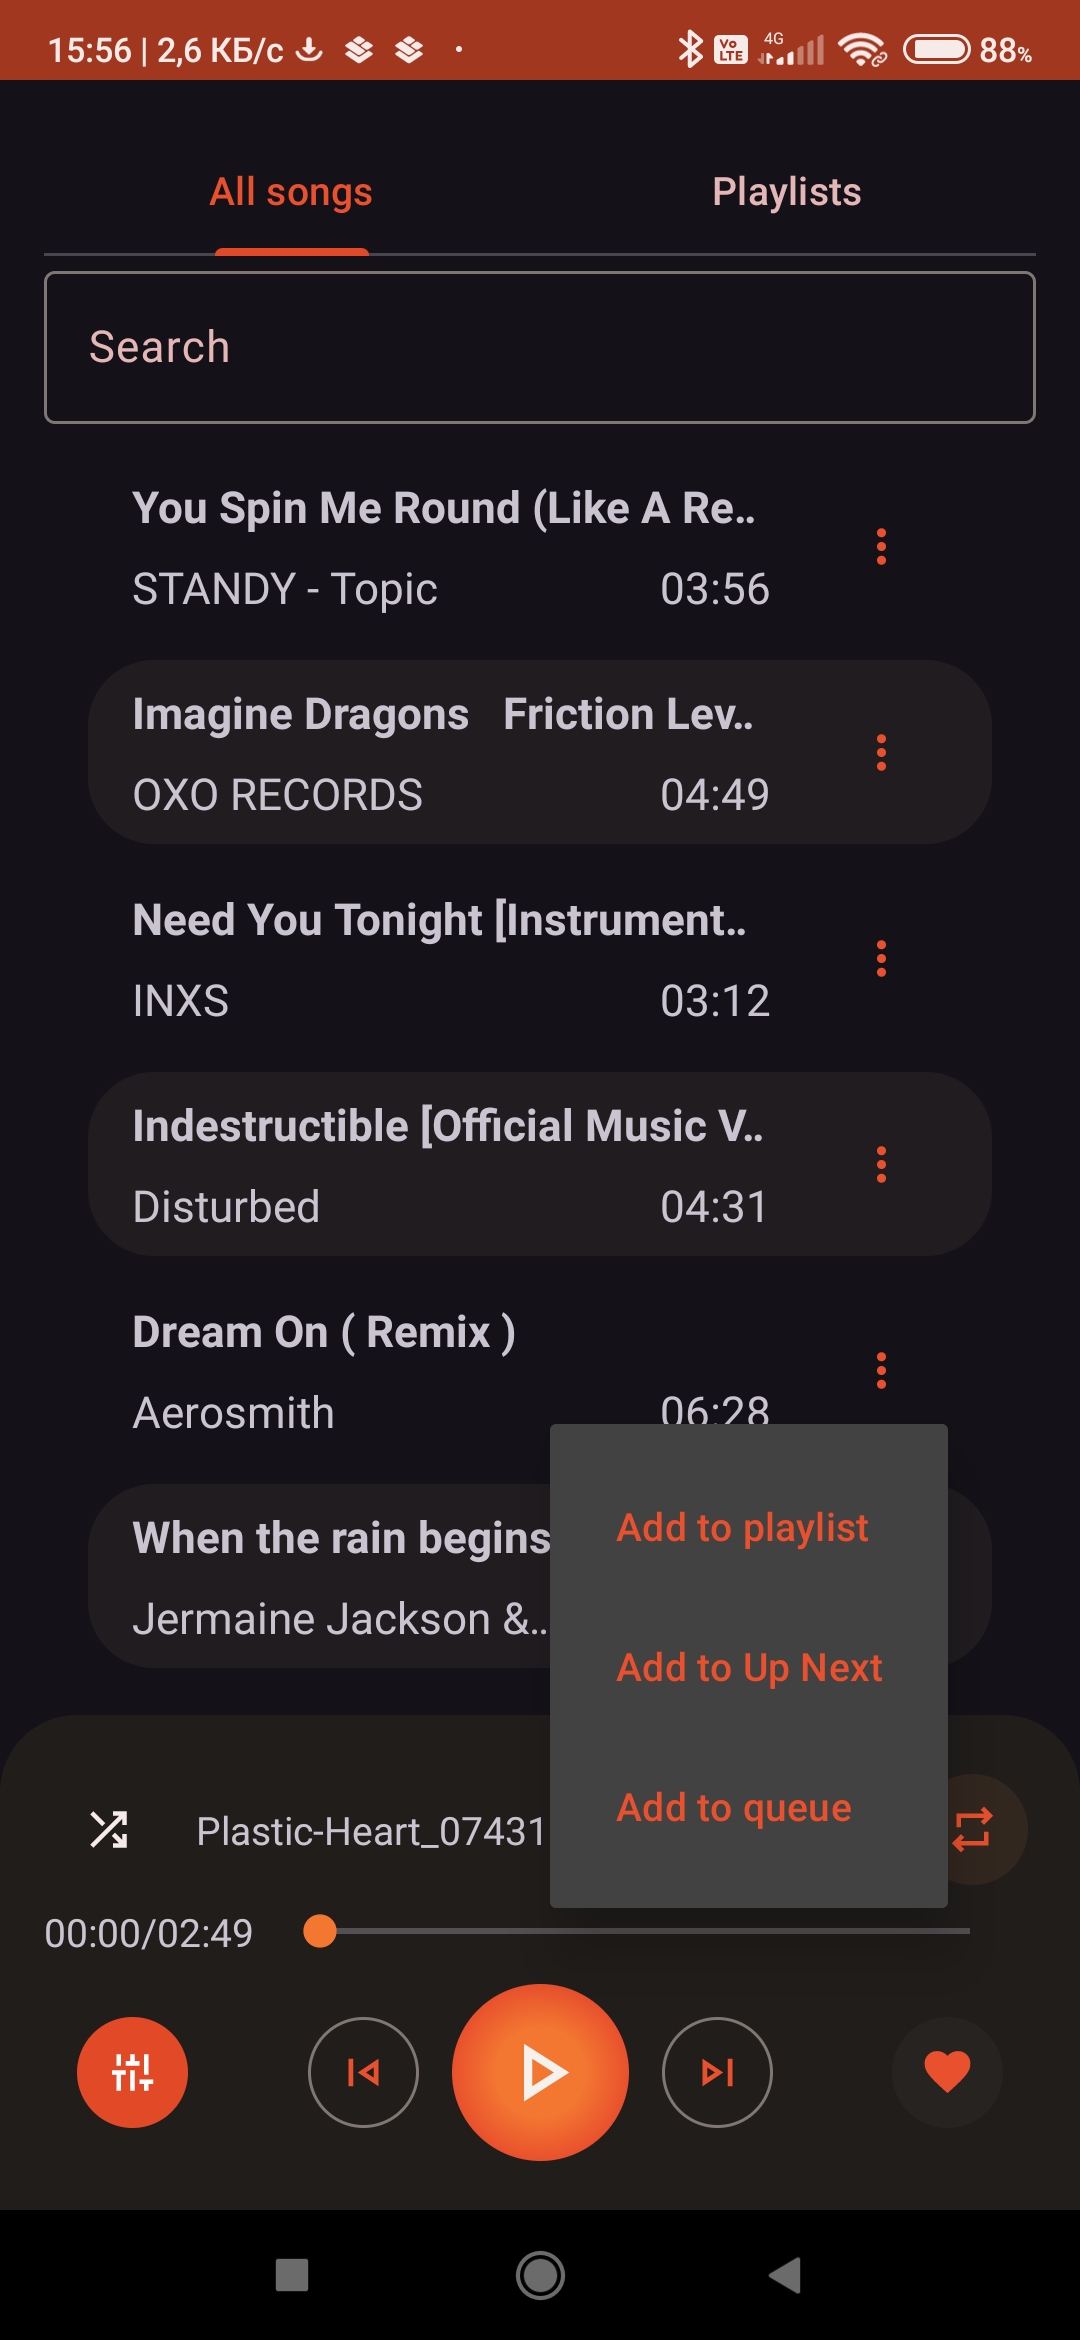 15:56 | 2,6 КБ/с
Vo LTE 4G 88%
All songs Playlists
Search
You Spin Me Round (Like A Re..
STANDY - Topic 03:56
Imagine Dragons Friction Lev..
OXO RECORDS 04:49
Need You Tonight [Instrument..
INXS 03:12
Indestructible [Official Music V..
Disturbed 04:31
Dream On ( Remix )
Aerosmith 06:28
When the rain begins
Jermaine Jackson &..
Add to playlist
Add to Up Next
Add to queue
Plastic-Heart_07431
00:00/02:49